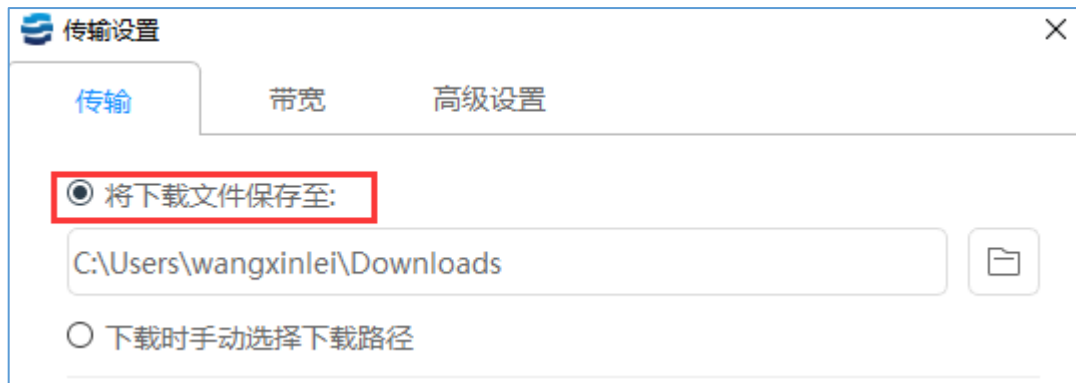 传输设置
传输 带宽 高级设置
将下载文件保存至:
C:\Users\wangxinlei\Downloads
下载时手动选择下载路径